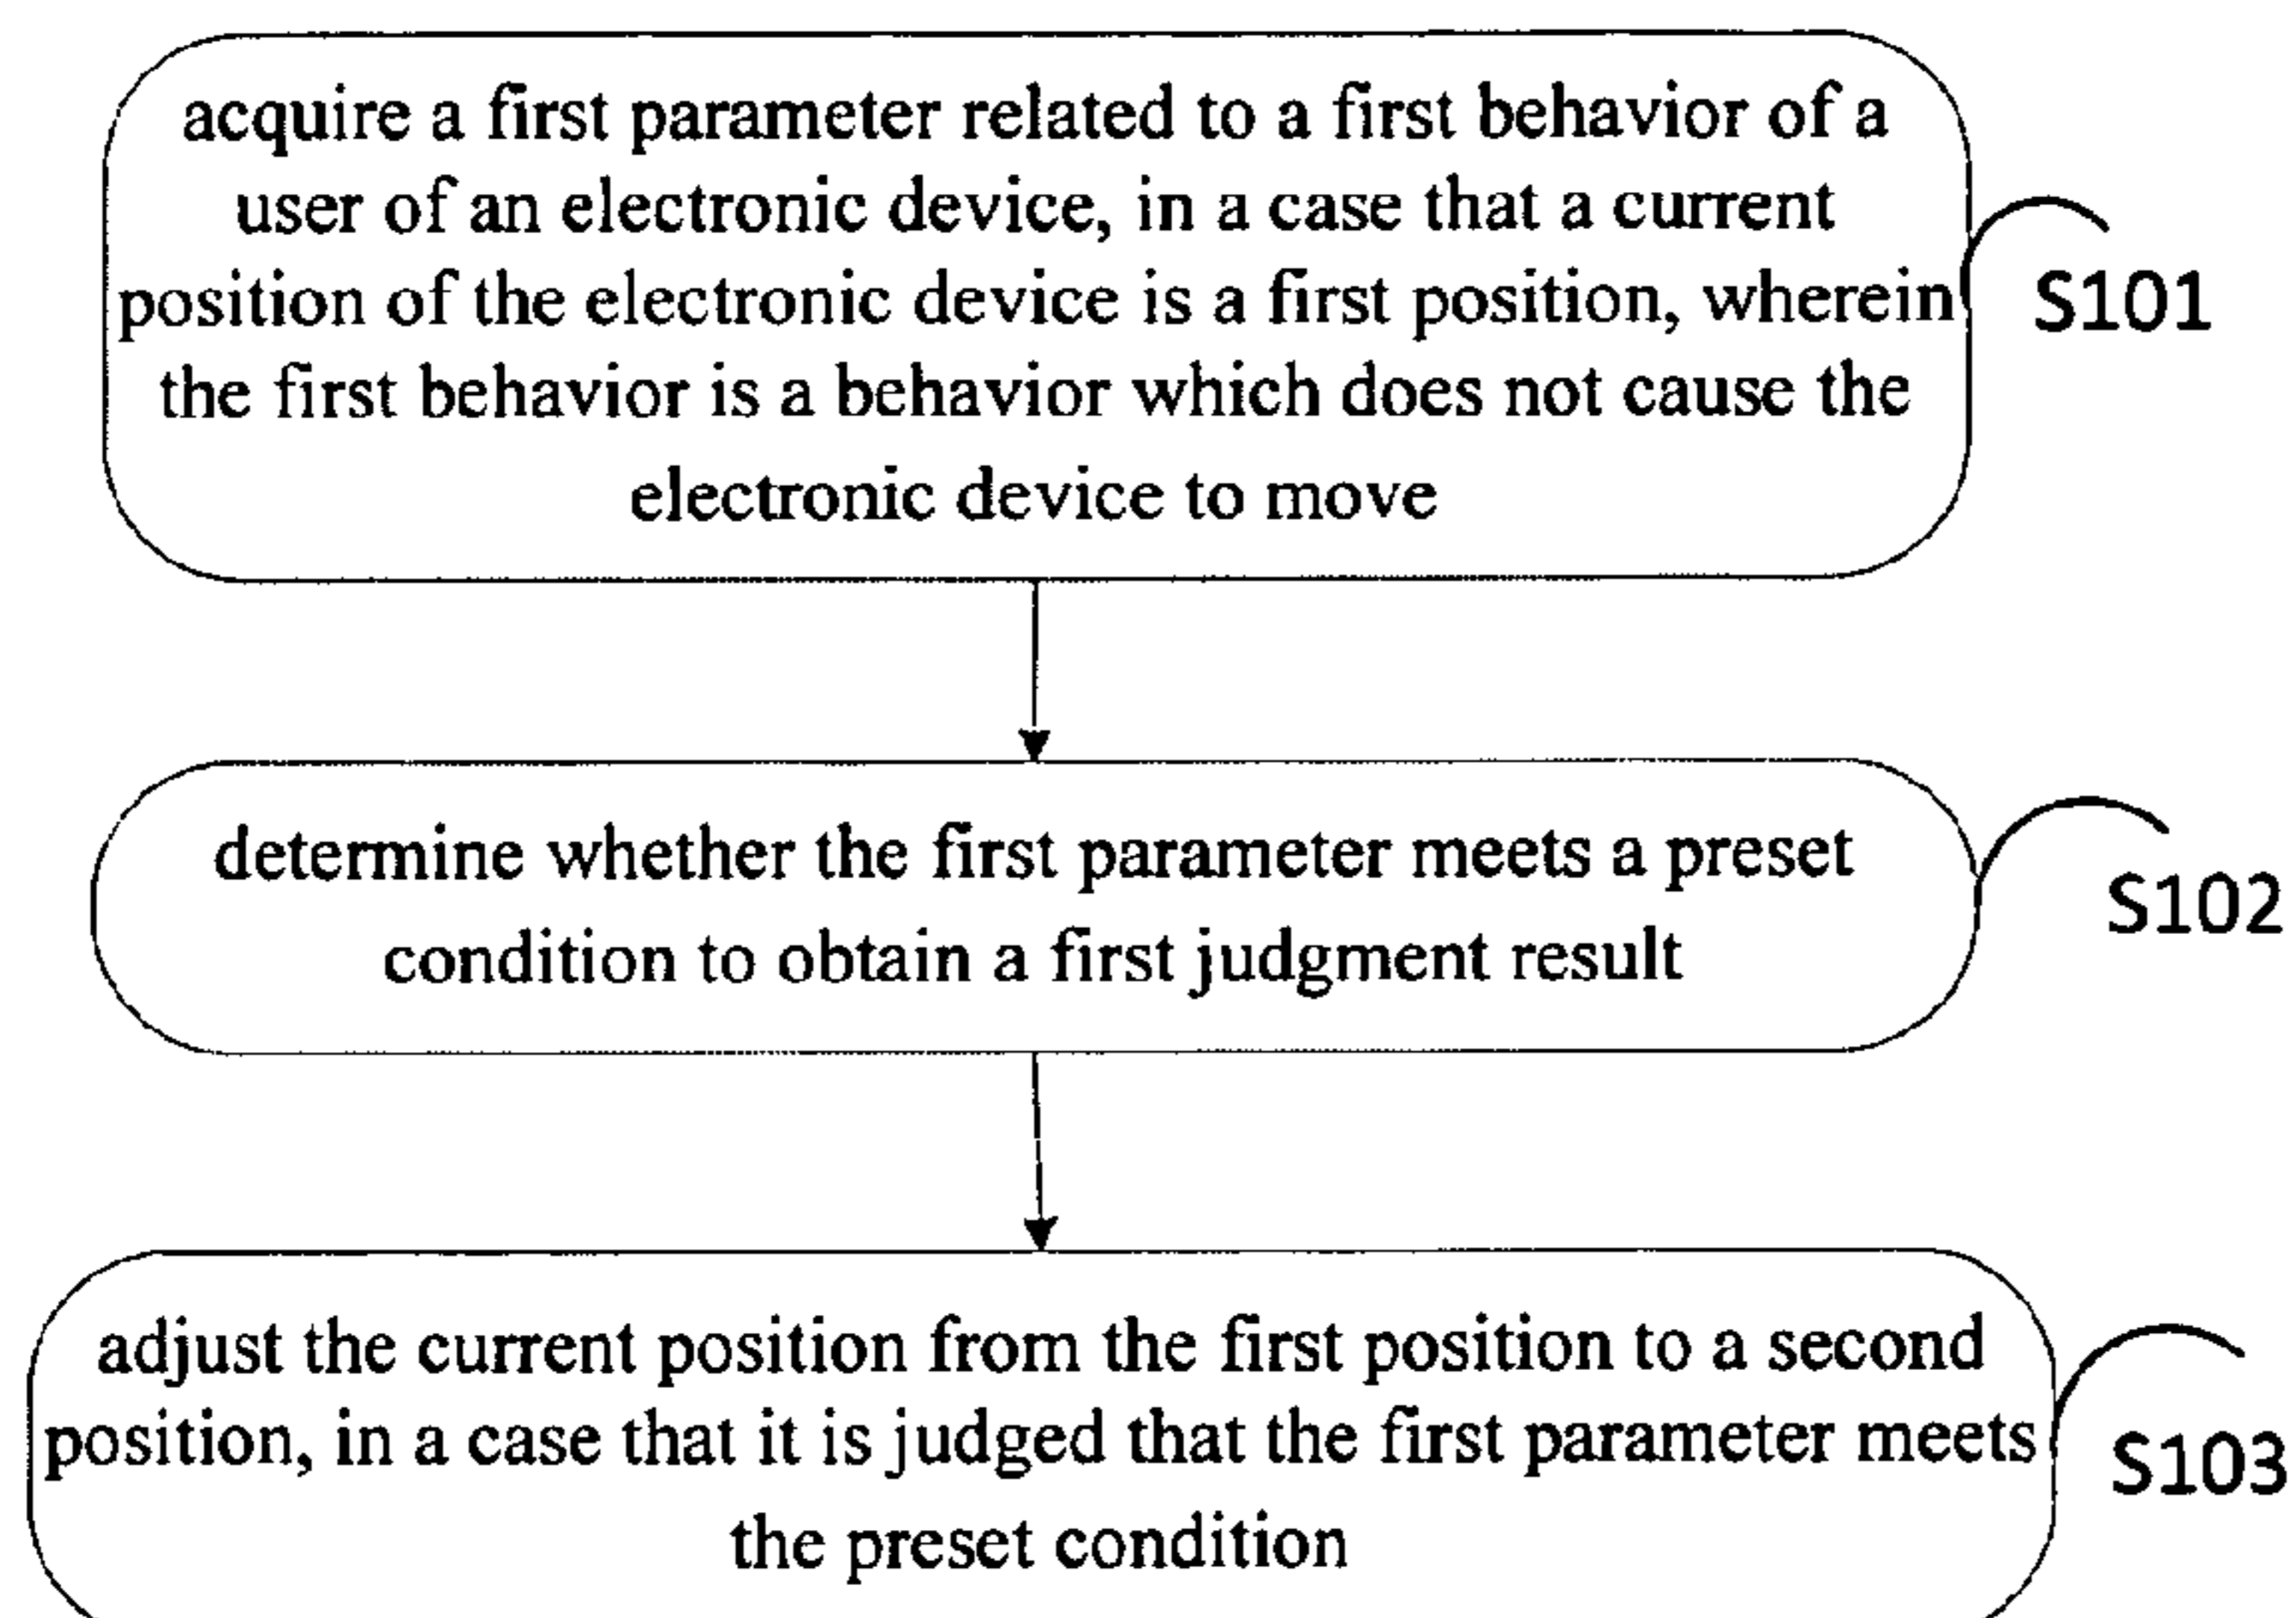 acquire a first parameter related to a first behavior of a
user of an electronic device, in a case that a current
position of the electronic device is a first position, wherein
the first behavior is a behavior which does not cause the
electronic device to move
S101
determine whether the first parameter meets a preset
condition to obtain a first judgment result
S102
adjust the current position from the first position to a second
position, in a case that it is judged that the first parameter meets
the preset condition
S103